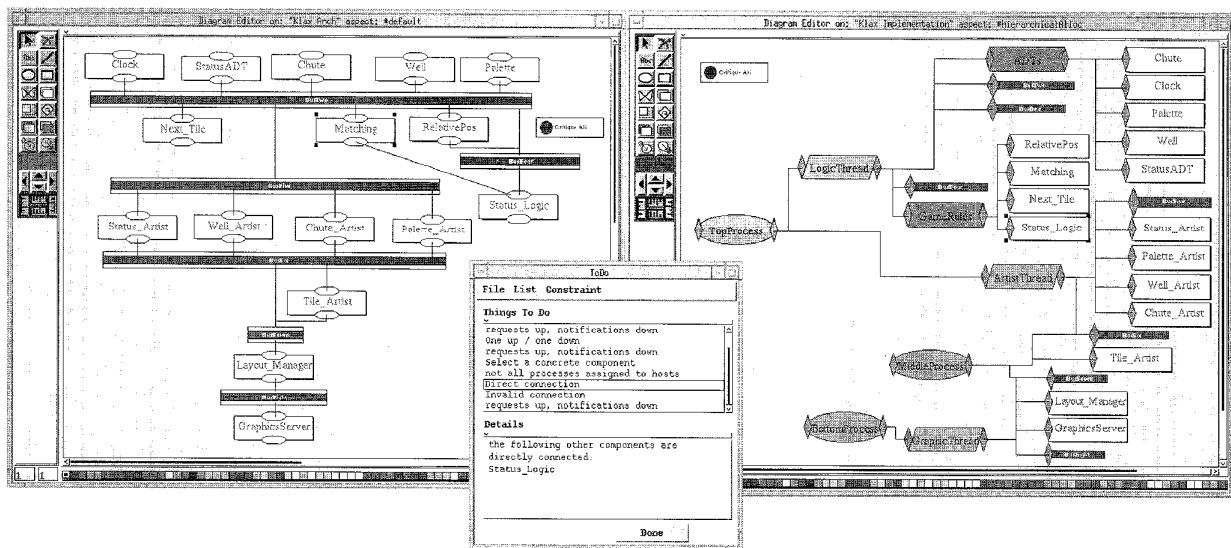 Diagram Editor on: "Klax Arch" aspect: #default
Clock
StatusADT
Chute
Well
Palette
Next_Tile
Matching
RelativePos
Critique All
Status_Logic
Status_Artist
Well_Artist
Chute_Artist
Palette_Artist
Tile_Artist
Layout_Manager
GraphicsServer
ToDo
File List Constraint
Things To Do
requests up, notifications down
One up / one down
requests up, notifications down
Select a concrete component
not all processes assigned to hosts
Direct connection
Invalid connection
requests up, notifications down
Details
the following other components are
directly connected:
Status_Logic
Done
Diagram Editor on: "Klax Implementation" aspect: #hierarchicalAlloc
Critique All
ADTs
Chute
Clock
Palette
Well
StatusADT
RelativePos
Matching
Next_Tile
Status_Logic
LogicThread
GameRules
TopProcess
Status_Artist
Palette_Artist
Well_Artist
Chute_Artist
ArtistThread
Tile_Artist
MiddleProcess
Layout_Manager
GraphicsServer
BottomProcess
GraphicThread